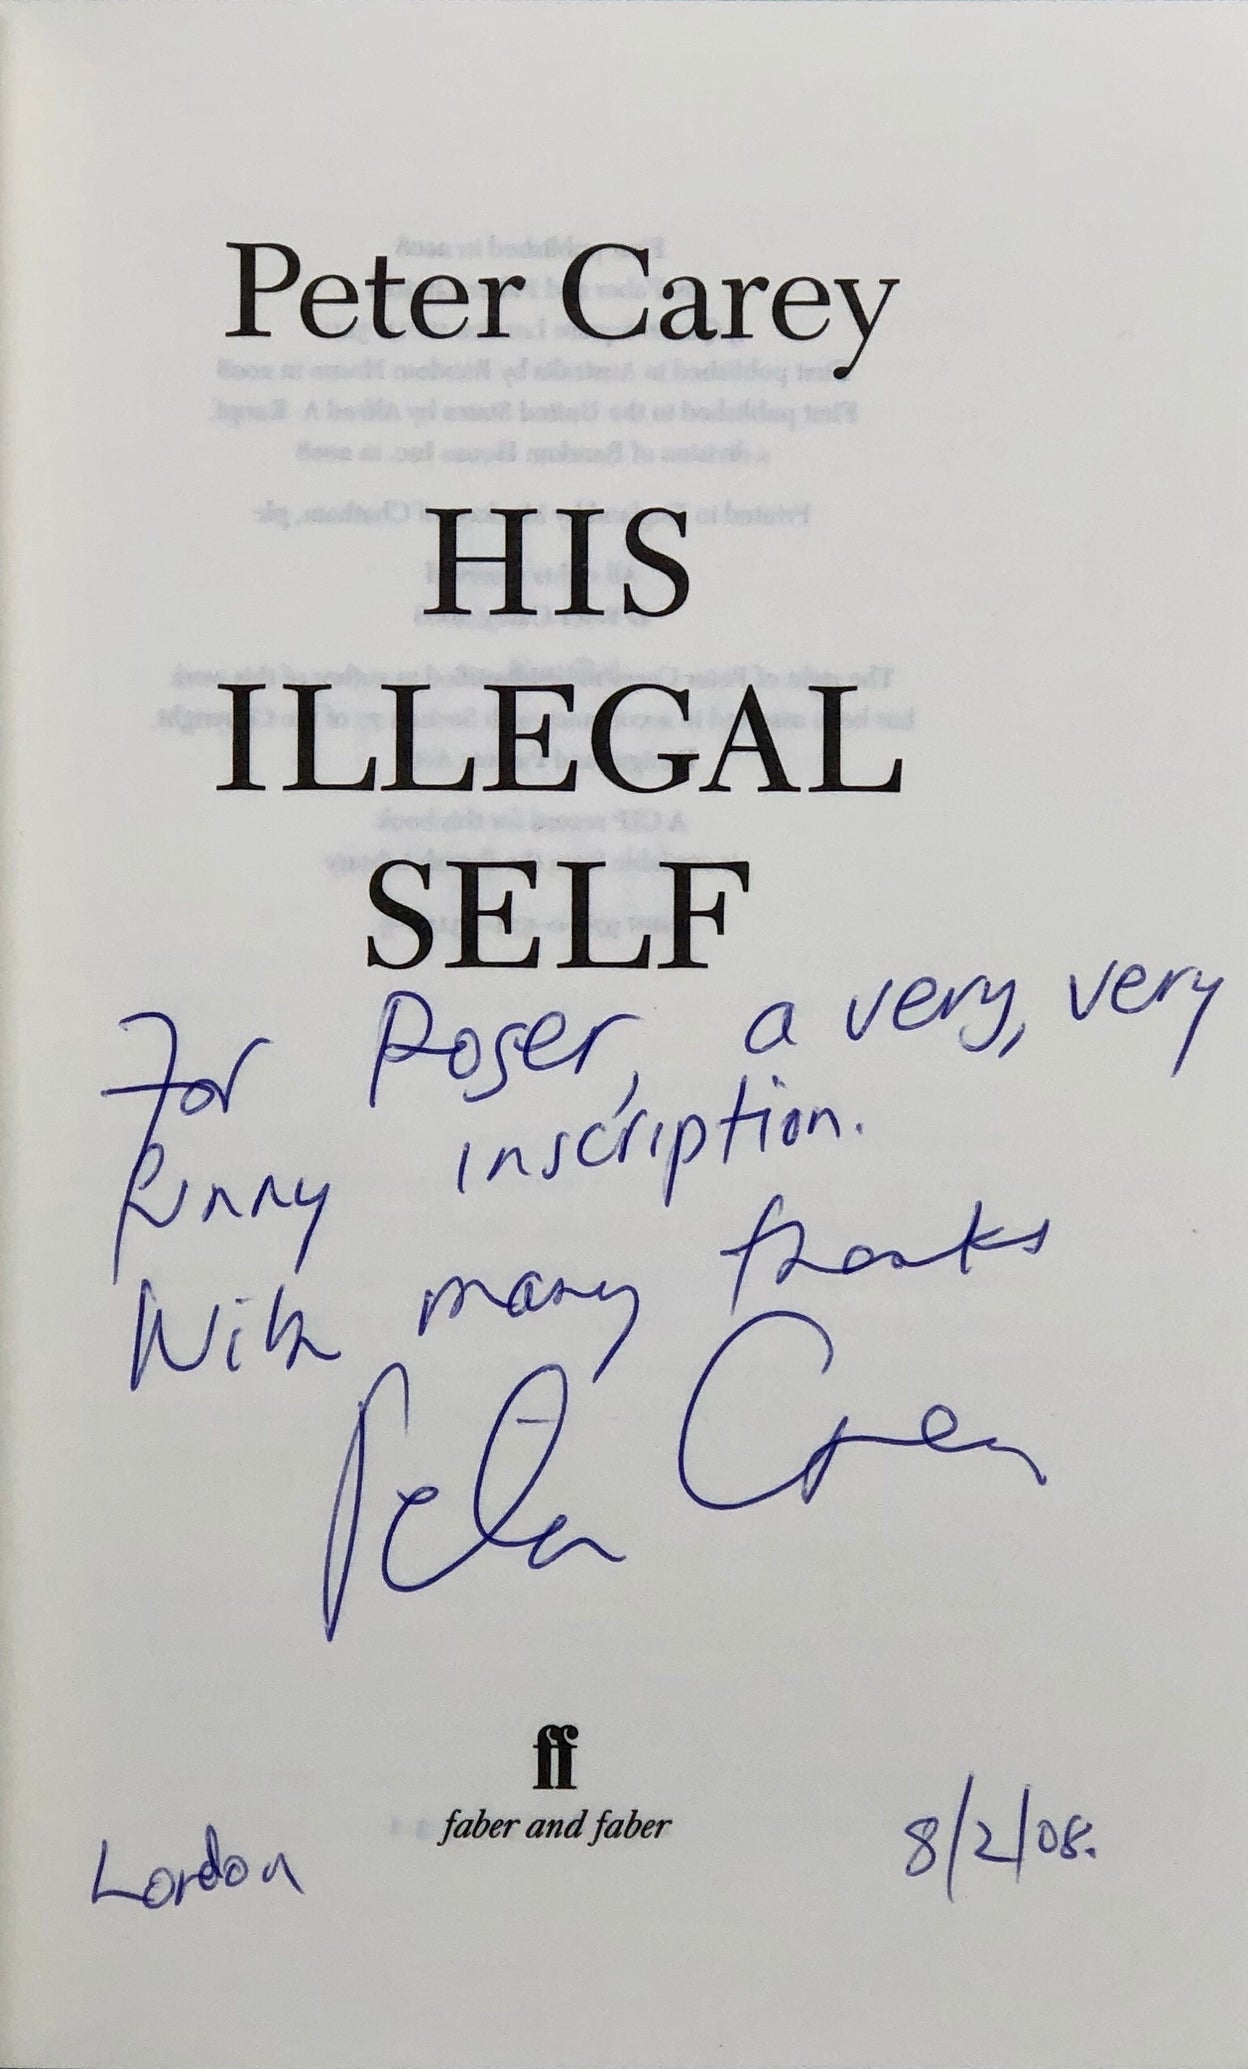 Peter Carey
HIS
ILLEGAL
SELF
For Roger, a very, very
funny inscription.
With many thanks
Peter Carey
ff
faber and faber
London
8/2/08.